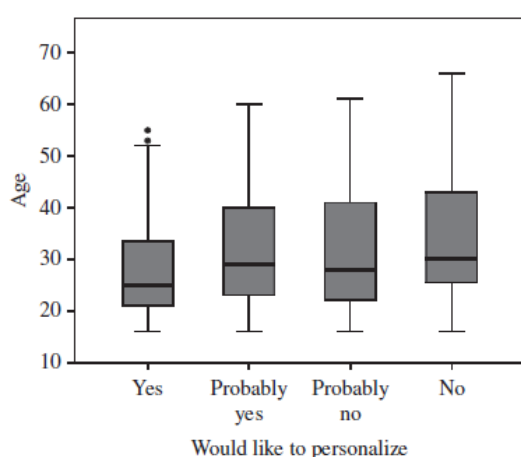 70
60
50
40
30
20
10
Age
Yes
Probably yes
Probably no
No
Would like to personalize